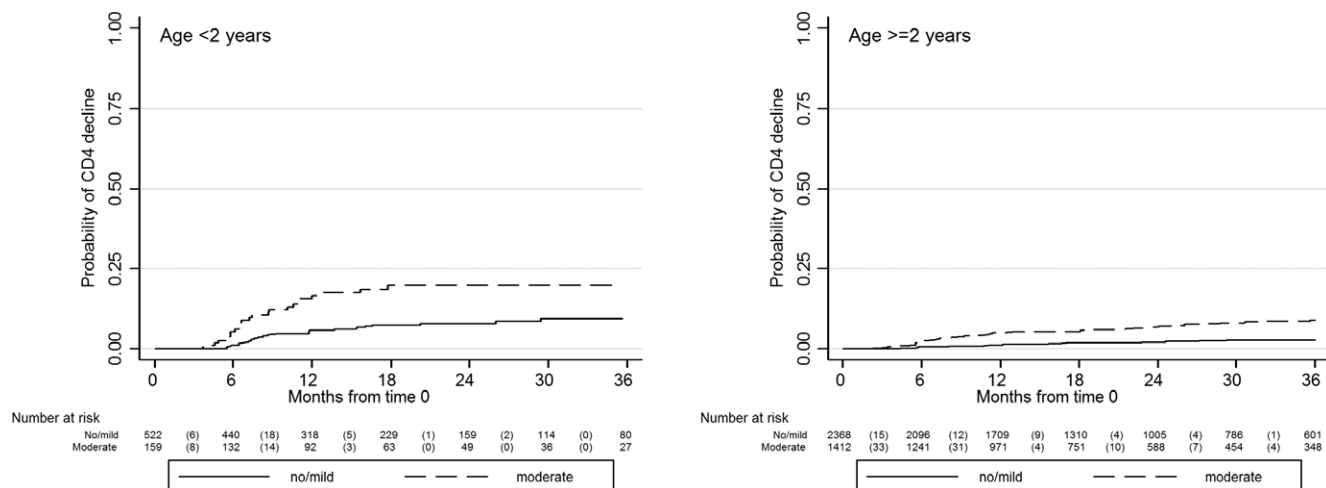 Age <2 years
Probability of CD4 decline
1.00
0.75
0.50
0.25
0.00
0 6 12 18 24 30 36
Months from time 0
Number at risk
No/mild 522 (6) 440 (18) 318 (5) 229 (1) 159 (2) 114 (0) 80
Moderate 159 (8) 132 (14) 92 (3) 63 (0) 49 (0) 36 (0) 27
no/mild moderate
Age >=2 years
Probability of CD4 decline
1.00
0.75
0.50
0.25
0.00
0 6 12 18 24 30 36
Months from time 0
Number at risk
No/mild 2368 (15) 2096 (12) 1709 (9) 1310 (4) 1005 (4) 786 (1) 601
Moderate 1412 (33) 1241 (31) 971 (4) 751 (10) 588 (7) 454 (4) 348
no/mild moderate